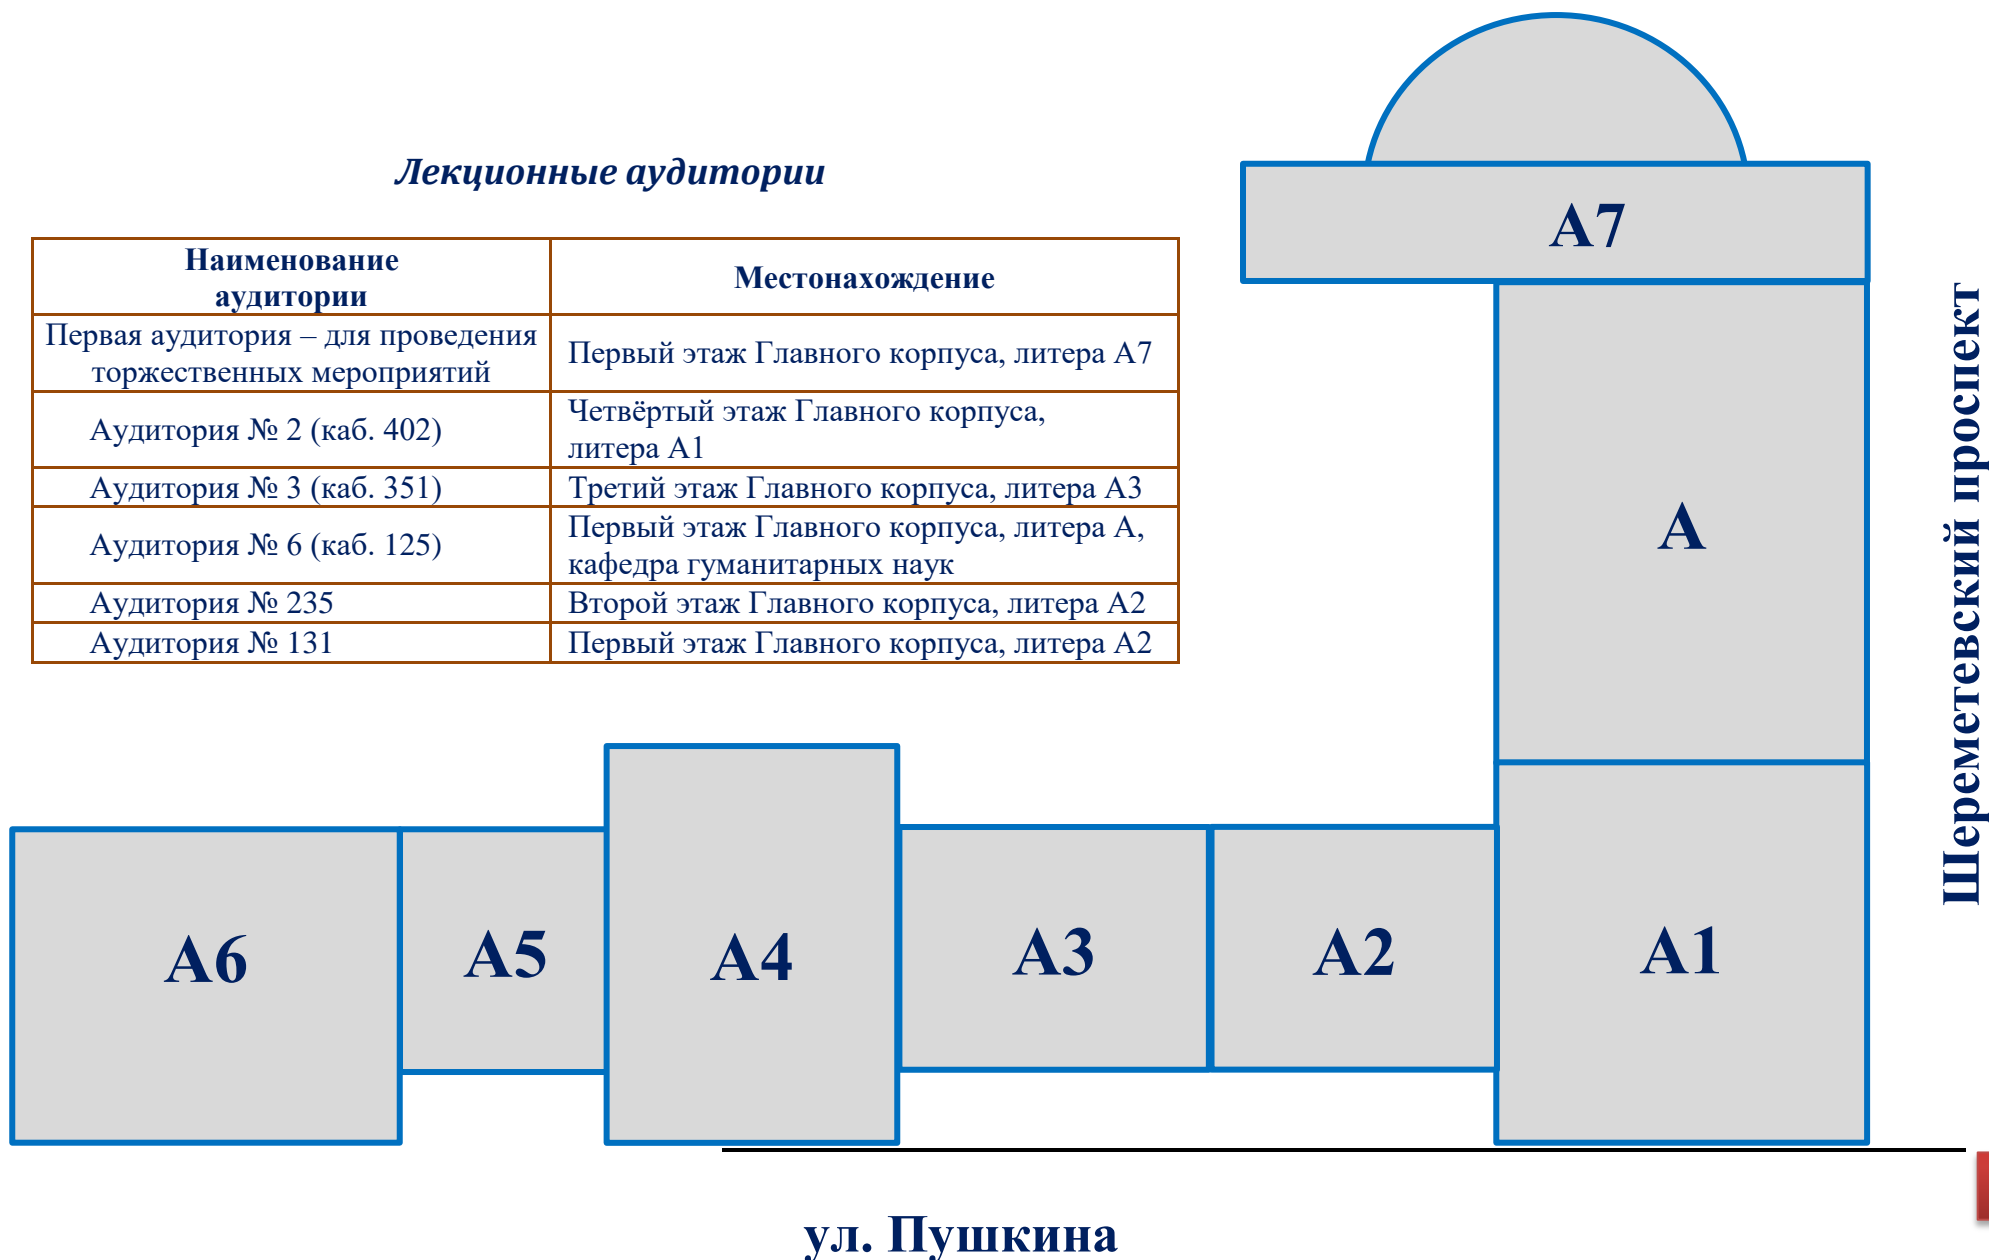 Лекционные аудитории
Наименование
аудитории
Местонахождение
Первая аудитория – для проведения
торжественных мероприятий
Первый этаж Главного корпуса, литера А7
Аудитория № 2 (каб. 402)
Четвёртый этаж Главного корпуса,
литера А1
Аудитория № 3 (каб. 351)
Третий этаж Главного корпуса, литера А3
Аудитория № 6 (каб. 125)
Первый этаж Главного корпуса, литера А,
кафедра гуманитарных наук
Аудитория № 235
Второй этаж Главного корпуса, литера А2
Аудитория № 131
Первый этаж Главного корпуса, литера А2
А7
А
Шереметевский проспект
А6
А5
А4
А3
А2
А1
ул. Пушкина